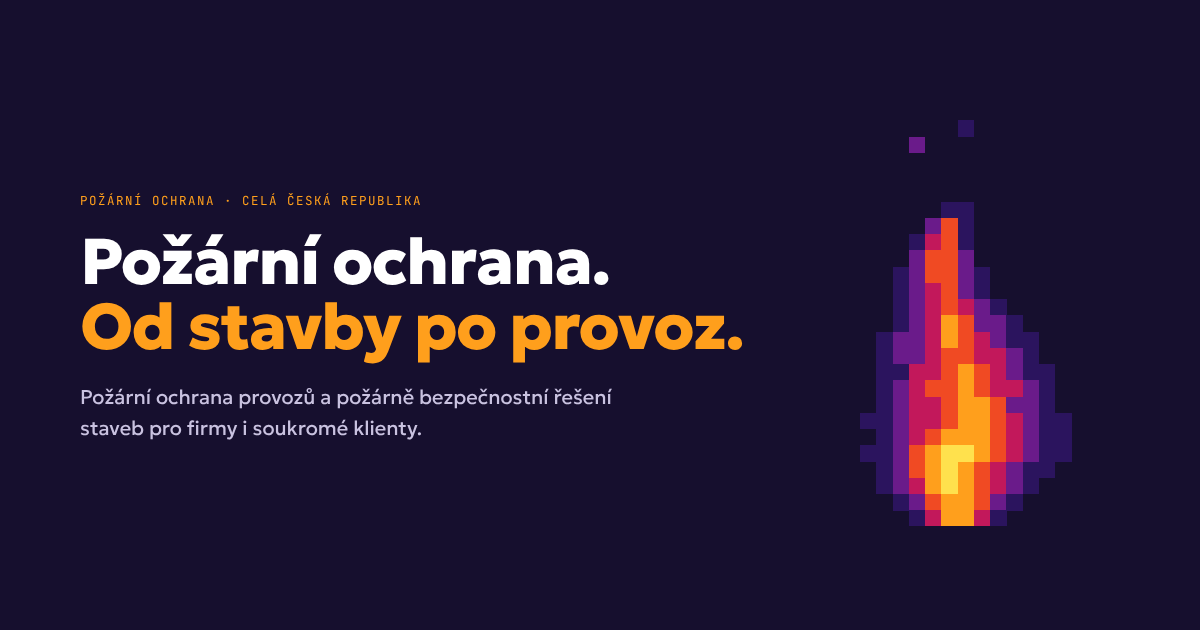 POŽÁRNÍ OCHRANA · CELÁ ČESKÁ REPUBLIKA
Požární ochrana.
Od stavby po provoz.
Požární ochrana provozů a požárně bezpečnostní řešení
staveb pro firmy i soukromé klienty.